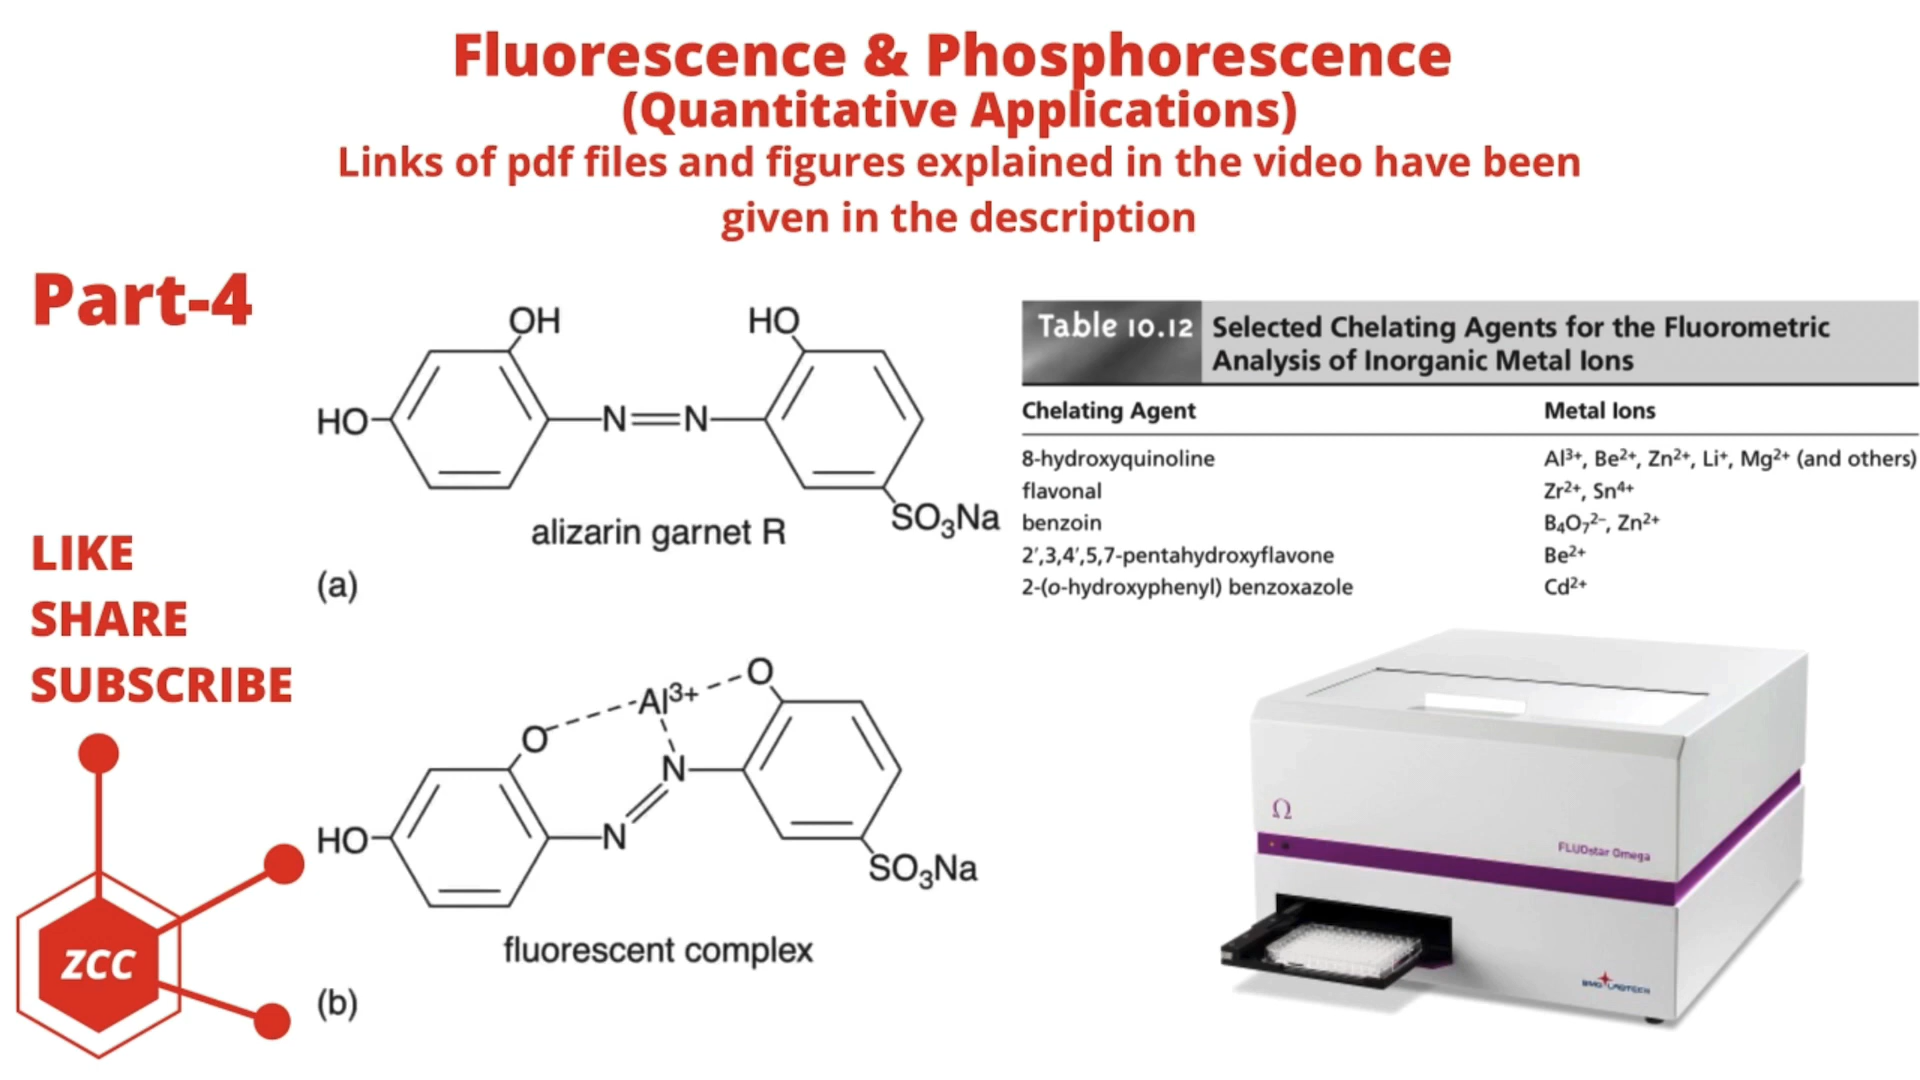 Fluorescence & Phosphorescence
(Quantitative Applications)
Links of pdf files and figures explained in the video have been
given in the description
Part-4
OH
HO
HO
N
N
SO₃Na
alizarin garnet R
(a)
Table 10.12 Selected Chelating Agents for the Fluorometric
Analysis of Inorganic Metal Ions
Chelating Agent Metal Ions
8-hydroxyquinoline Al³⁺, Be²⁺, Zn²⁺, Li⁺, Mg²⁺ (and others)
flavonal Zr²⁺, Sn⁴⁺
benzoin B₄O₇²⁻, Zn²⁺
2′,3,4′,5,7-pentahydroxyflavone Be²⁺
2-(o-hydroxyphenyl) benzoxazole Cd²⁺
LIKE
SHARE
SUBSCRIBE
ZCC
O
Al³⁺
O
N
HO
N
SO₃Na
fluorescent complex
(b)
Ω
FLUOstar Omega
BMG LABTECH